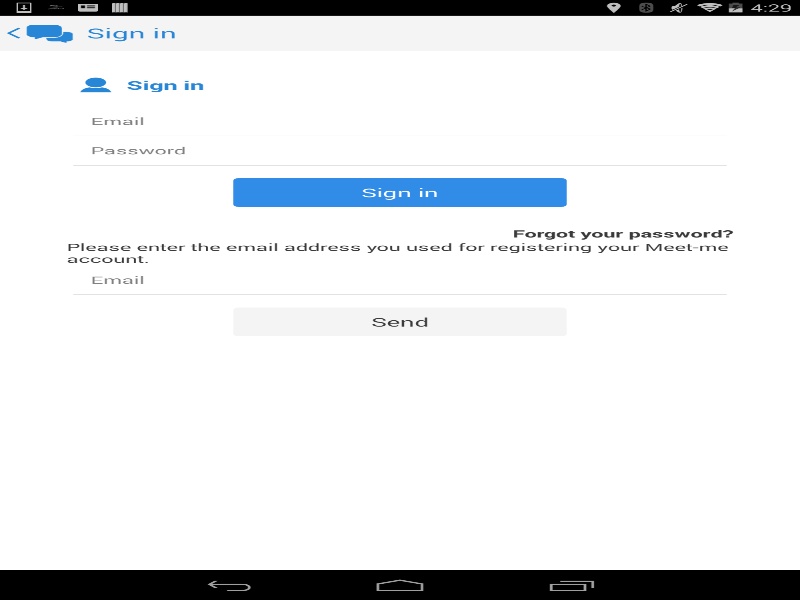 4:29
< Sign in
Sign in
Email
Password
Sign in
Forgot your password?
Please enter the email address you used for registering your Meet-me
account.
Email
Send